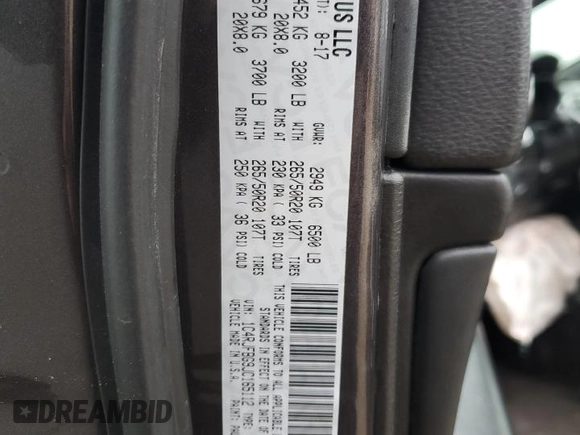 US LLC
T): 8-17
GVWR: 2949 KG 6500 LB
452 KG 3200 LB WITH 265/50R20 107T TIRES
20X8.0 RIMS AT 230 KPA ( 33 PSI) COLD
679 KG 3700 LB WITH 265/50R20 107T TIRES
20X8.0 RIMS AT 250 KPA ( 36 PSI) COLD
THIS VEHICLE CONFORMS TO ALL APPLICABLE
STANDARDS IN EFFECT ON THE DATE OF
VIN: 1C4RJFBG9JC165112 TYPE:
VEHICLE MADE IN U.S.A. PAINT:
DREAMBID